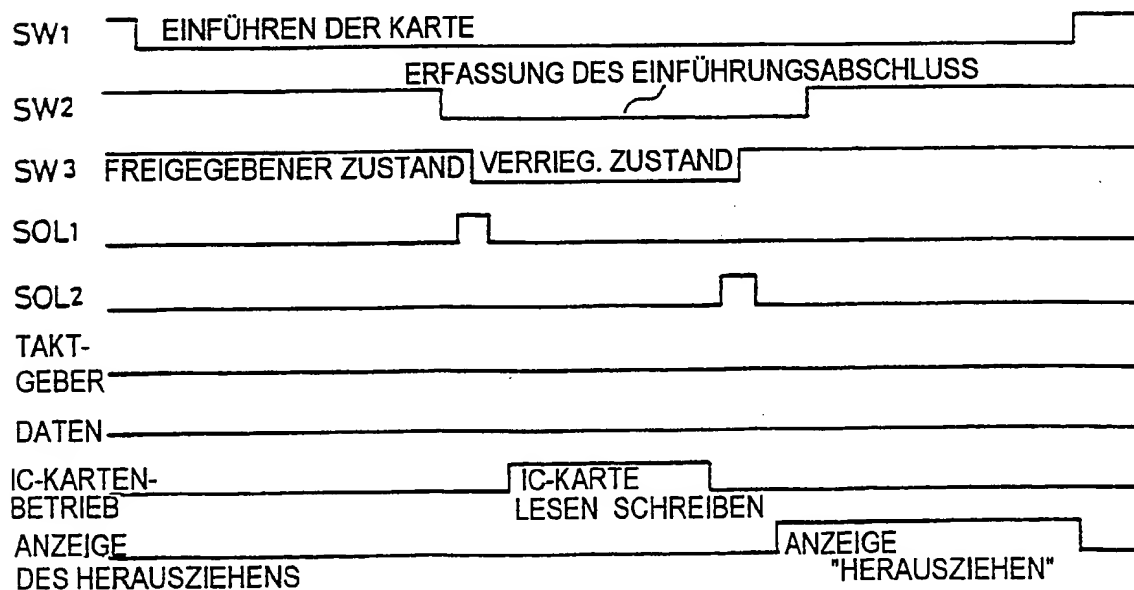 SW1 EINFÜHREN DER KARTE
ERFASSUNG DES EINFÜHRUNGSABSCHLUSS
SW2
SW3 FREIGEGEBENER ZUSTAND VERRIEG. ZUSTAND
SOL1
SOL2
TAKT-
GEBER
DATEN
IC-KARTEN- IC-KARTE
BETRIEB LESEN SCHREIBEN
ANZEIGE ANZEIGE
DES HERAUSZIEHENS "HERAUSZIEHEN"